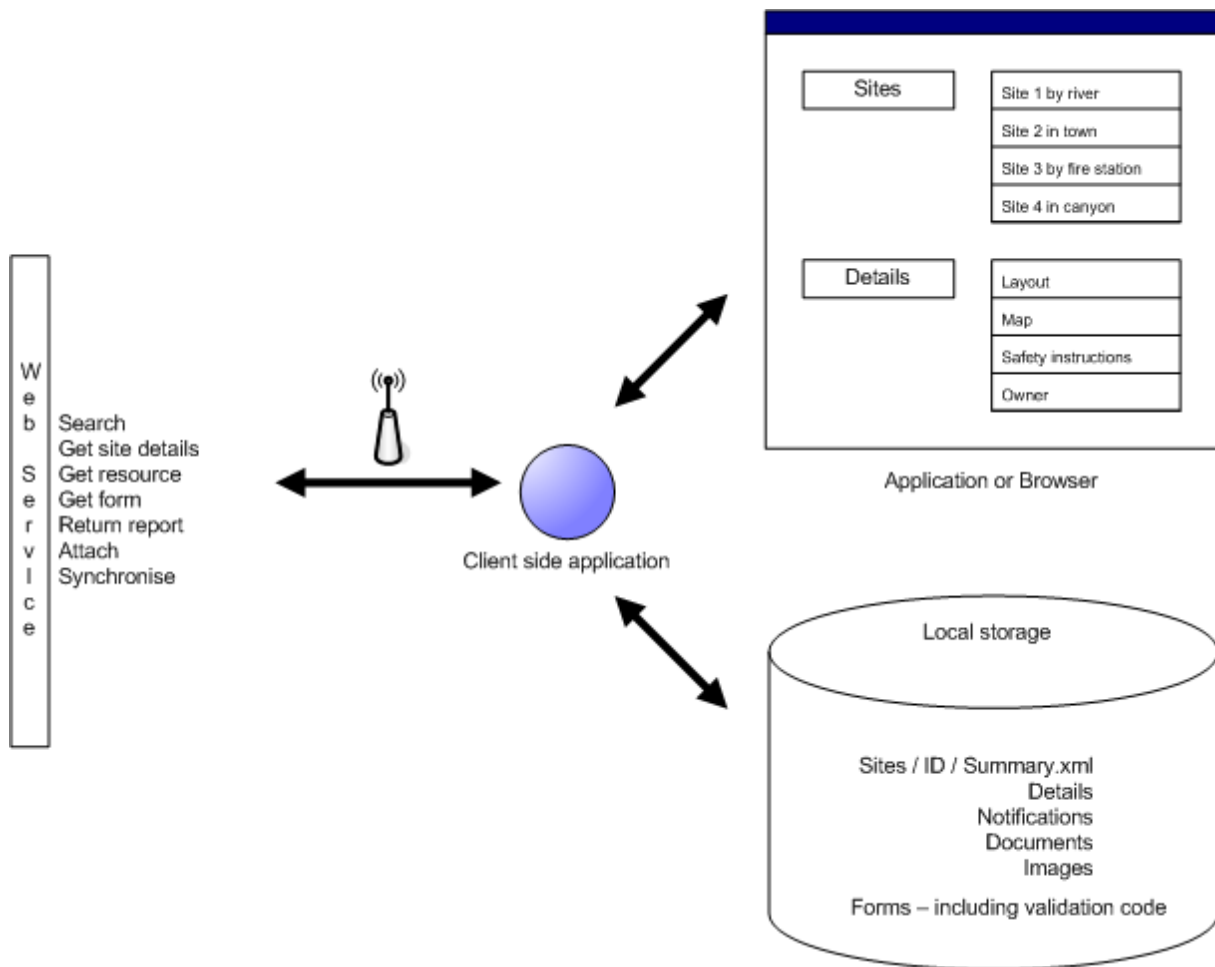 Sites
Site 1 by river
Site 2 in town
Site 3 by fire station
Site 4 in canyon
Details
Layout
Map
Safety instructions
Owner
Application or Browser
Web ServIce
Search
Get site details
Get resource
Get form
Return report
Attach
Synchronise
Client side application
Local storage
Sites / ID / Summary.xml
Details
Notifications
Documents
Images
Forms – including validation code